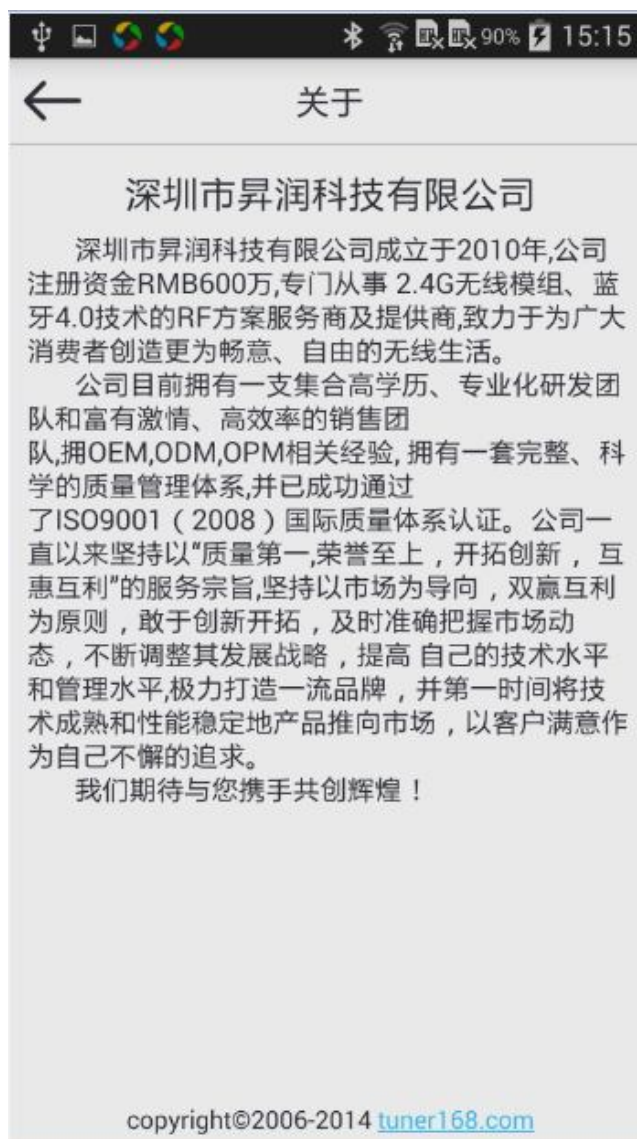 90% 15:15
关于
深圳市昇润科技有限公司
深圳市昇润科技有限公司成立于2010年,公司
注册资金RMB600万,专门从事 2.4G无线模组、蓝
牙4.0技术的RF方案服务商及提供商,致力于为广大
消费者创造更为畅意、自由的无线生活。
公司目前拥有一支集合高学历、专业化研发团
队和富有激情、高效率的销售团
队,拥OEM,ODM,OPM相关经验, 拥有一套完整、科
学的质量管理体系,并已成功通过
了ISO9001（2008）国际质量体系认证。公司一
直以来坚持以"质量第一,荣誉至上，开拓创新， 互
惠互利"的服务宗旨,坚持以市场为导向，双赢互利
为原则，敢于创新开拓，及时准确把握市场动
态，不断调整其发展战略，提高 自己的技术水平
和管理水平,极力打造一流品牌，并第一时间将技
术成熟和性能稳定地产品推向市场，以客户满意作
为自己不懈的追求。
我们期待与您携手共创辉煌！
copyright©2006-2014 tuner168.com